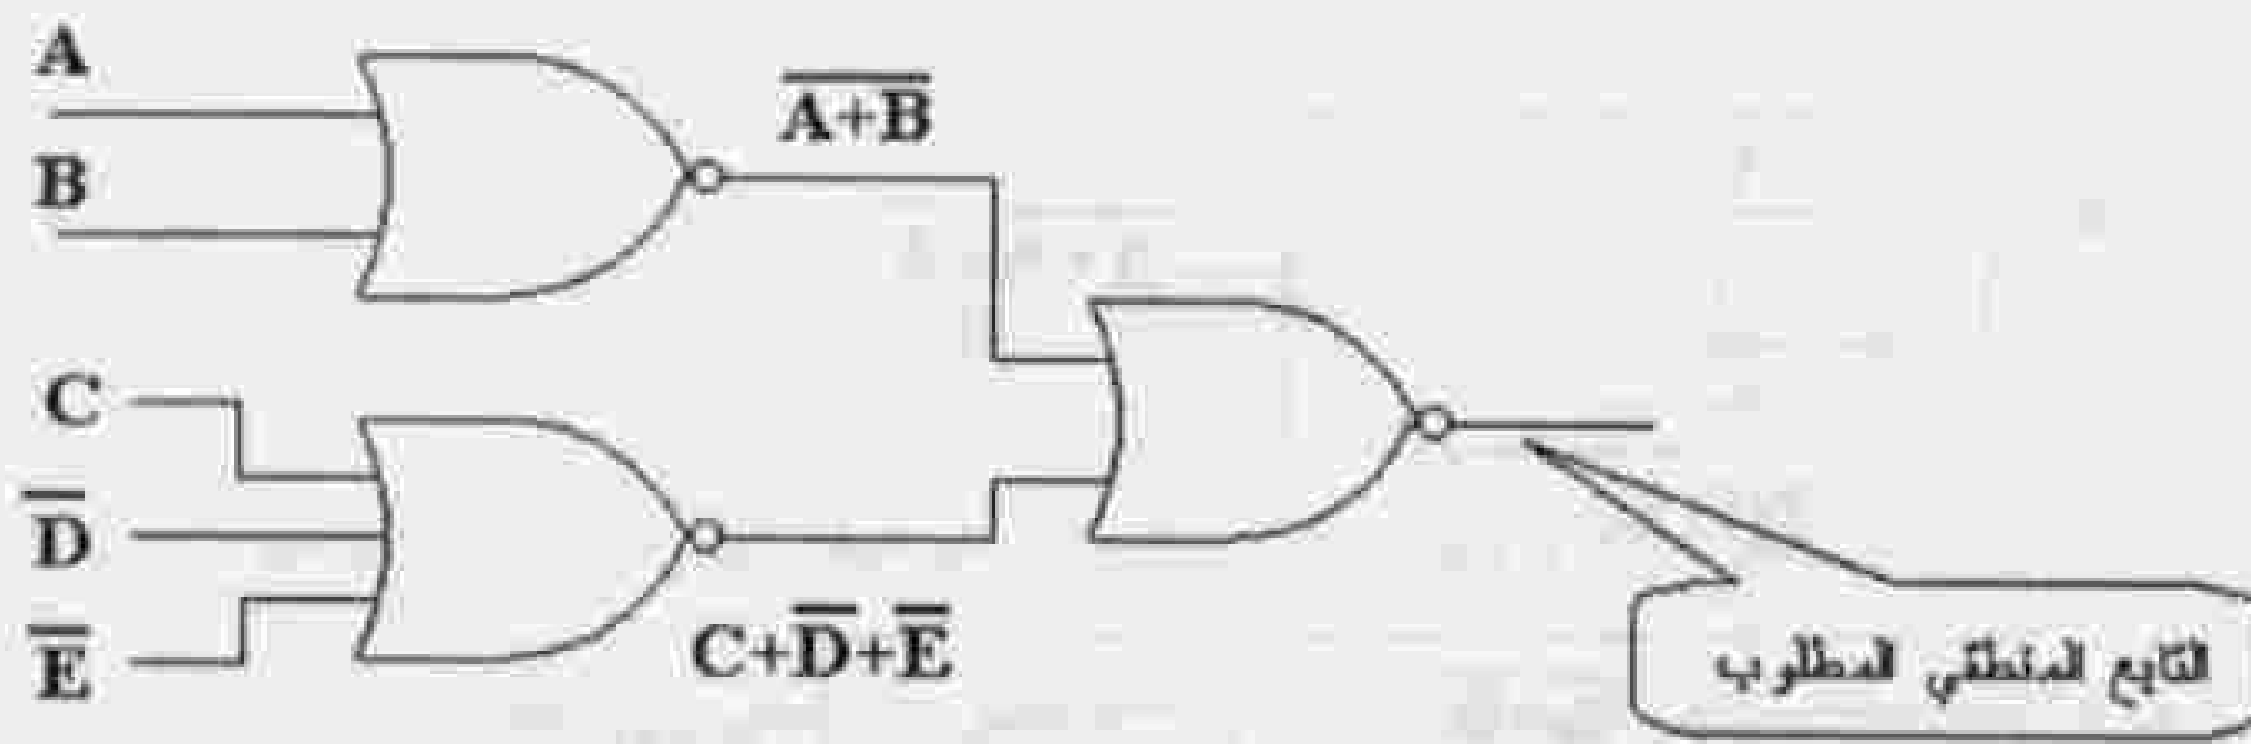 A
B
A̅+̅B̅
C
D̅
E̅
C+D̅+E̅
التابع المنطقي المطلوب